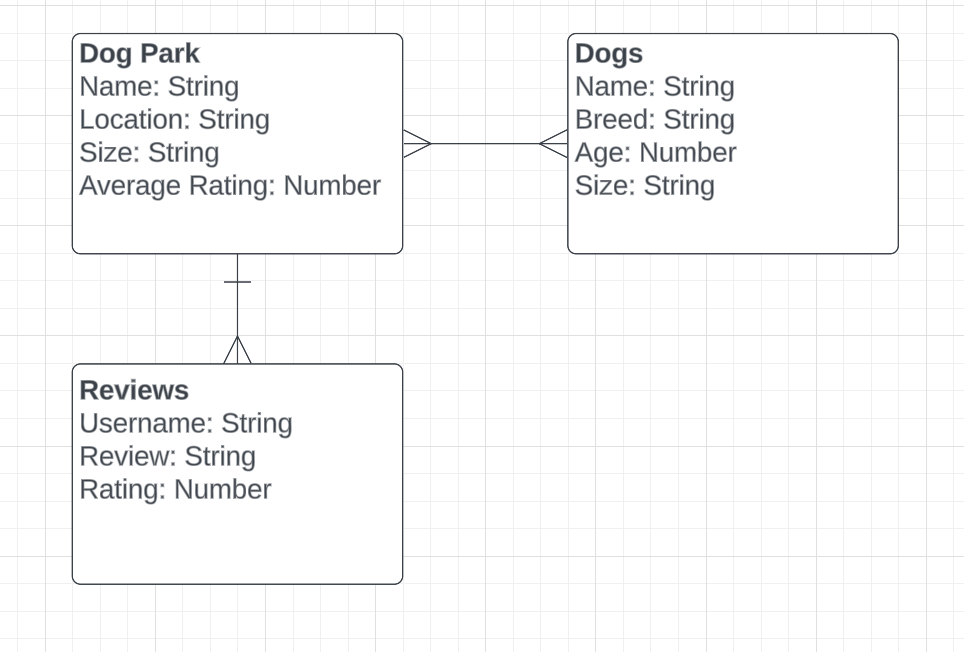 Dog Park
Name: String
Location: String
Size: String
Average Rating: Number
Dogs
Name: String
Breed: String
Age: Number
Size: String
Reviews
Username: String
Review: String
Rating: Number